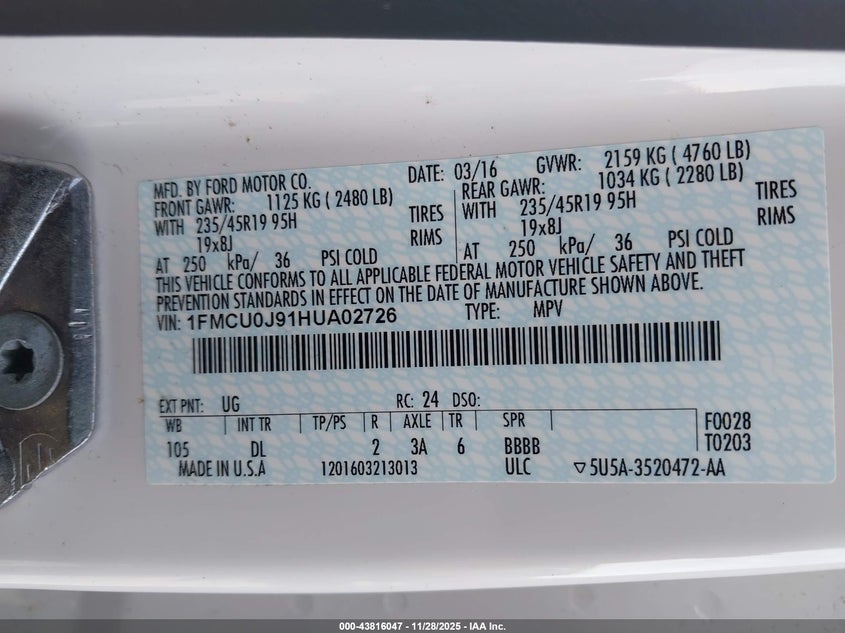 MFD. BY FORD MOTOR CO. DATE: 03/16 GVWR: 2159 KG ( 4760 LB)
FRONT GAWR: 1125 KG ( 2480 LB) REAR GAWR: 1034 KG ( 2280 LB)
WITH 235/45R19 95H TIRES WITH 235/45R19 95H TIRES
19x8J RIMS 19x8J RIMS
AT 250 kPa/ 36 PSI COLD AT 250 kPa/ 36 PSI COLD
THIS VEHICLE CONFORMS TO ALL APPLICABLE FEDERAL MOTOR VEHICLE SAFETY AND THEFT
PREVENTION STANDARDS IN EFFECT ON THE DATE OF MANUFACTURE SHOWN ABOVE.
VIN: 1FMCU0J91HUA02726 TYPE: MPV
EXT PNT: UG RC: 24 DSO:
WB INT TR TP/PS R AXLE TR SPR F0028
105 DL 2 3A 6 BBBB T0203
MADE IN U.S.A 1201603213013 ULC ▽5U5A-3520472-AA
000-43816047 — 11/28/2025 — IAA Inc.